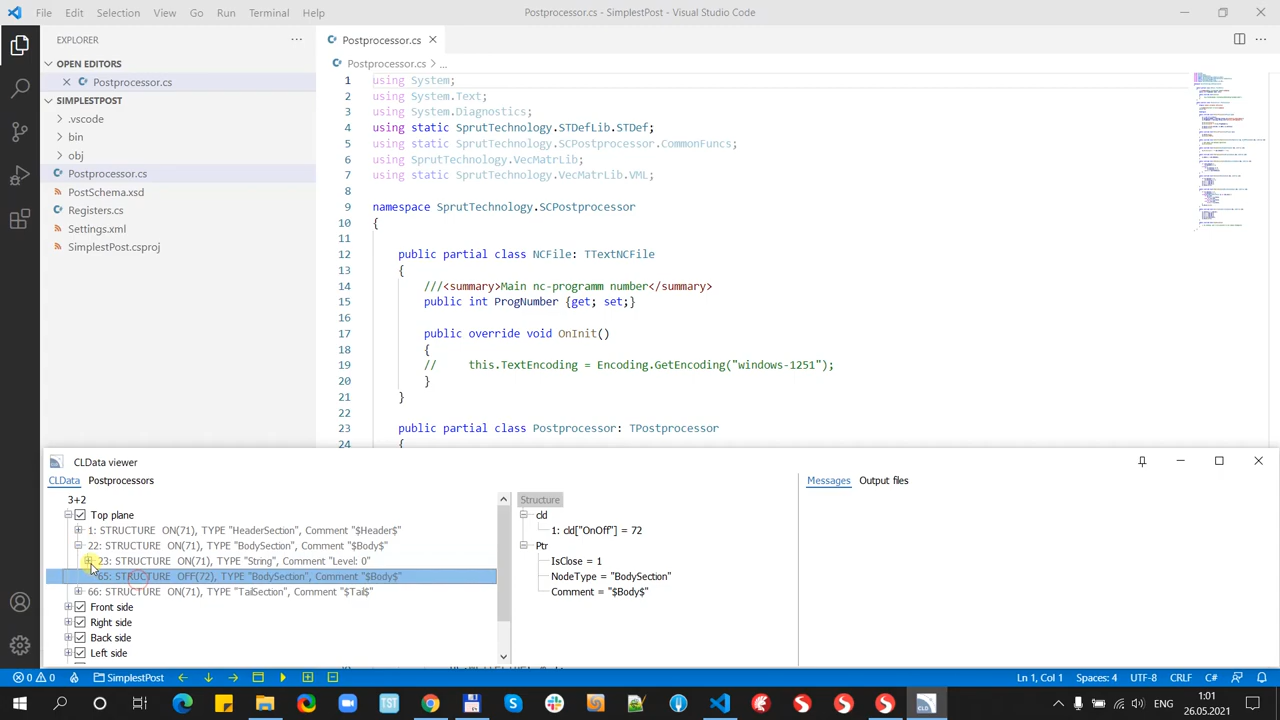 File Edit Selection View Go Run Terminal Help
Postprocessor.cs - SimplestPost - Visual Studio Code
EXPLORER
OPEN EDITORS
Postprocessor.cs
SIMPLESTPOST
.vscode
bin
obj
Postprocessor.cs
Registers.cs
settings.xml
SimplestPost.csproj
Postprocessor.cs
Postprocessor.cs > ...
1 using System;
2 using System.Text;
3 using System.Diagnostics;
4 using static SprutTechnology.STDefLib.STDef;
5 using static
6 using
7 using static SprutTechnology.VecMatrLib.VML;
8
9 namespace SprutTechnology.SCPostprocessor
10 {
11
12 public partial class NCFile: TTextNCFile
13 {
14 ///<summary>Main nc-programm number</summary>
15 public int ProgNumber {get; set;}
16
17 public override void OnInit()
18 {
19 // this.TextEncoding = Encoding.GetEncoding("windows-1251");
20 }
21 }
22
23 public partial class Postprocessor: TPostprocessor
24 {
CLData viewer
CLData Postprocessors
3+2
Top plane
1: STRUCTURE ON(71), TYPE "HeaderSection", Comment "$Header$"
22: STRUCTURE ON(71), TYPE "BodySection", Comment "$Body$"
23: STRUCTURE ON(71), TYPE "String", Comment "Level: 0"
65: STRUCTURE OFF(72), TYPE "BodySection", Comment "$Body$"
66: STRUCTURE ON(71), TYPE "TailSection", Comment "$Tail$"
Front side
Right side
Back side
Left side
Structure
cld
1: cld["OnOff"] = 72
Ptr
IsClose = 1
NodeType = "BodySection"
Comment = "$Body$"
Messages Output files
0 0 SimplestPost
Ln 1, Col 1 Spaces: 4 UTF-8 CRLF C#
ENG
1:01
26.05.2021